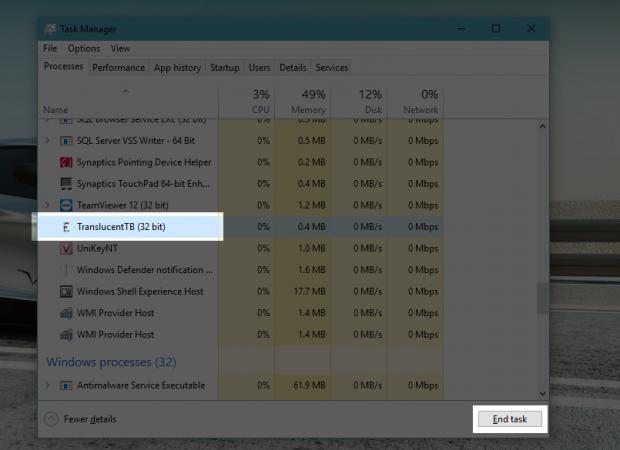 Task Manager
File Options View
Processes Performance App history Startup Users Details Services
3% 49% 12% 0%
Name CPU Memory Disk Network
SQL Browser Service EXE (32 bit) 0% 0.3 MB 0 MB/s 0 Mbps
SQL Server VSS Writer - 64 Bit 0% 0.5 MB 0 MB/s 0 Mbps
Synaptics Pointing Device Helper 0% 0.2 MB 0 MB/s 0 Mbps
Synaptics TouchPad 64-bit Enh... 0% 0.4 MB 0 MB/s 0 Mbps
TeamViewer 12 (32 bit) 0% 1.2 MB 0 MB/s 0 Mbps
TranslucentTB (32 bit) 0% 0.4 MB 0 MB/s 0 Mbps
UniKeyNT 0% 1.0 MB 0 MB/s 0 Mbps
Windows Defender notification ... 0% 1.6 MB 0 MB/s 0 Mbps
Windows Shell Experience Host 0% 17.7 MB 0 MB/s 0 Mbps
WMI Provider Host 0% 1.4 MB 0 MB/s 0 Mbps
WMI Provider Host 0% 1.4 MB 0 MB/s 0 Mbps
Windows processes (32)
Antimalware Service Executable 0% 61.9 MB 0 MB/s 0 Mbps
Fewer details End task